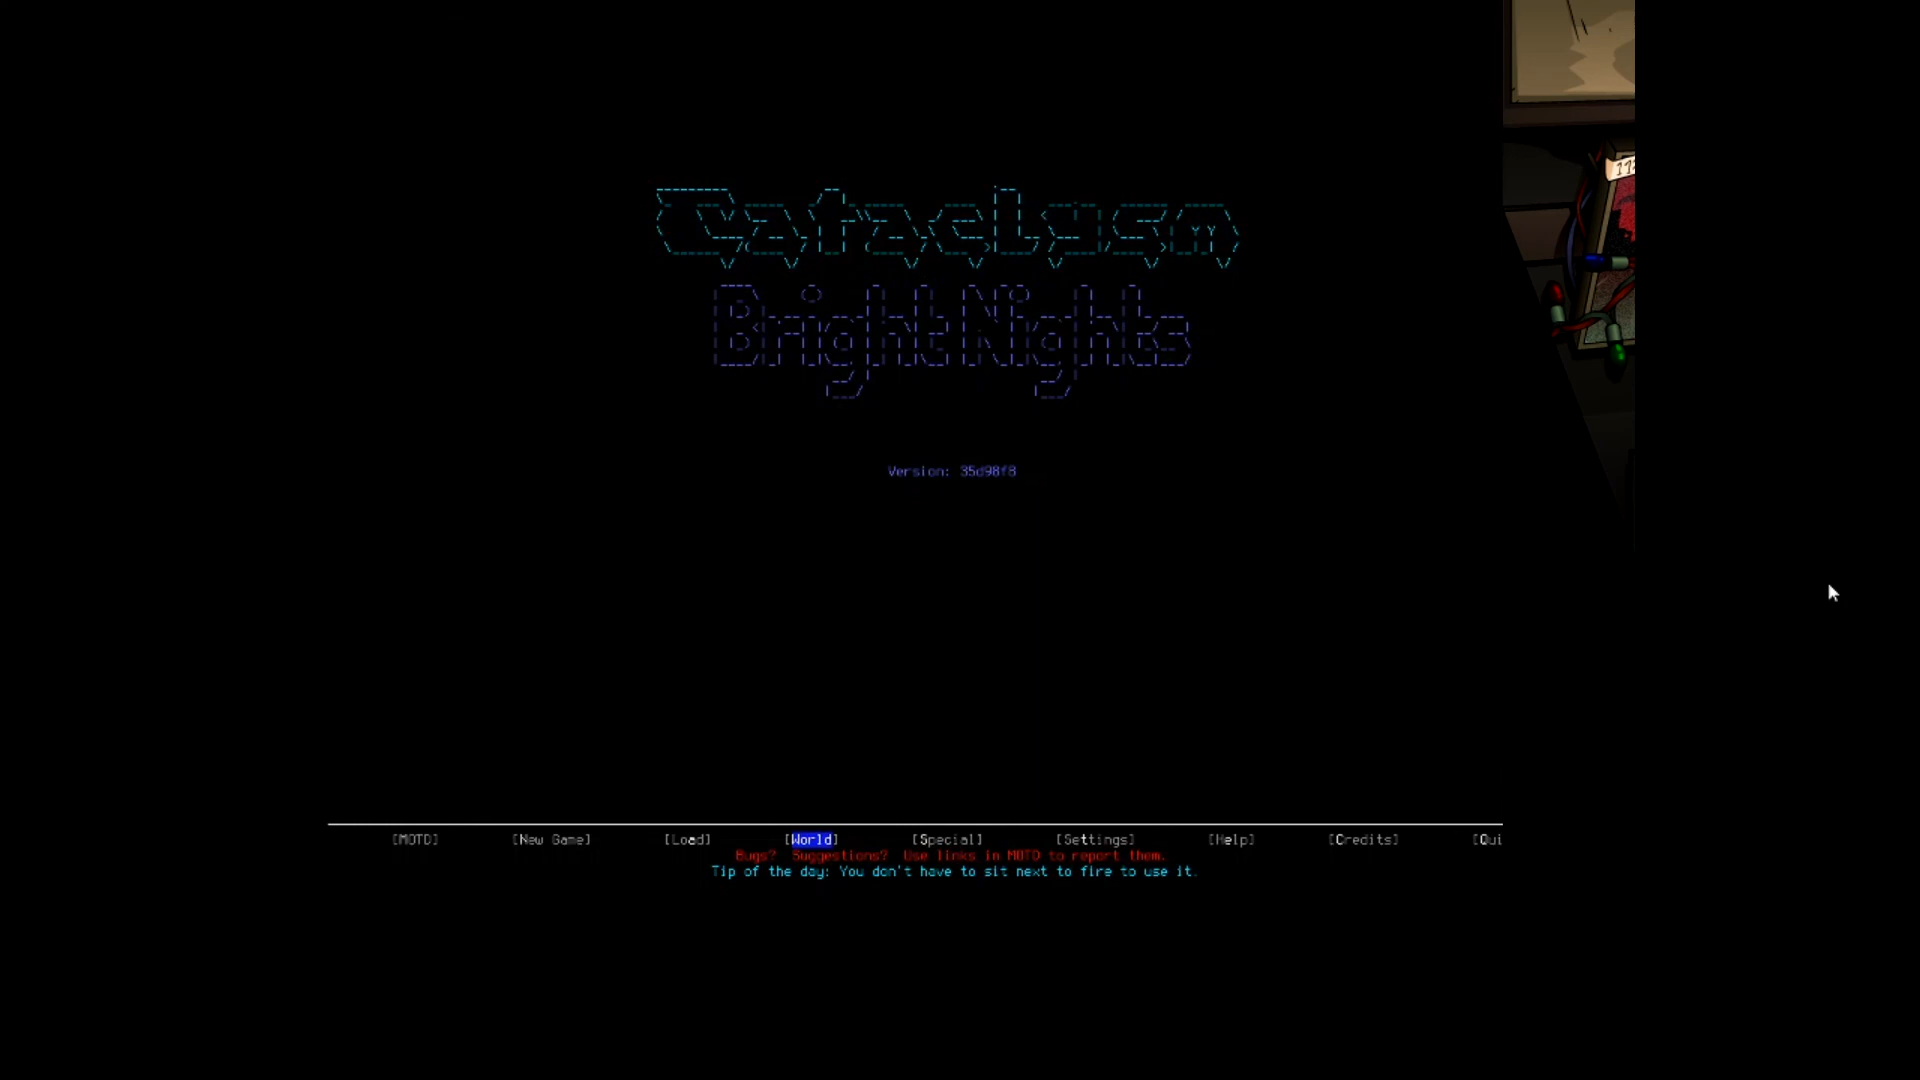 Cataclysm
Bright Nights
Version: 35d98f8
[MOTD] [New Game] [Load] [World] [Special] [Settings] [Help] [Credits] [Qui
Bugs? Suggestions? Use links in MOTD to report them.
Tip of the day: You don't have to sit next to fire to use it.